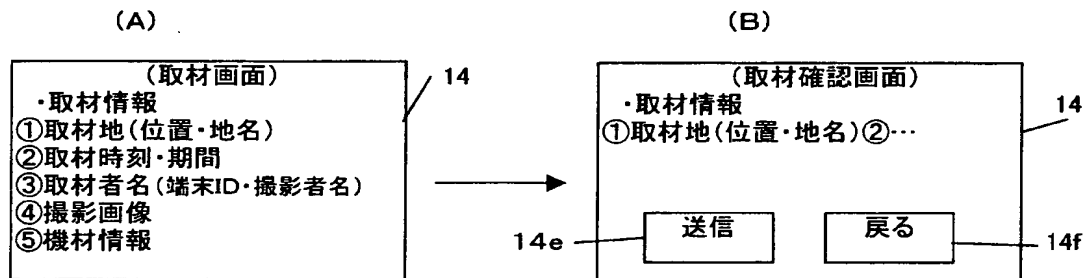 (A)
(取材画面)
・取材情報
①取材地(位置・地名)
②取材時刻・期間
③取材者名(端末ID・撮影者名)
④撮影画像
⑤機材情報
14
(B)
(取材確認画面)
・取材情報
①取材地(位置・地名)②…
14
14e
送信
戻る
14f